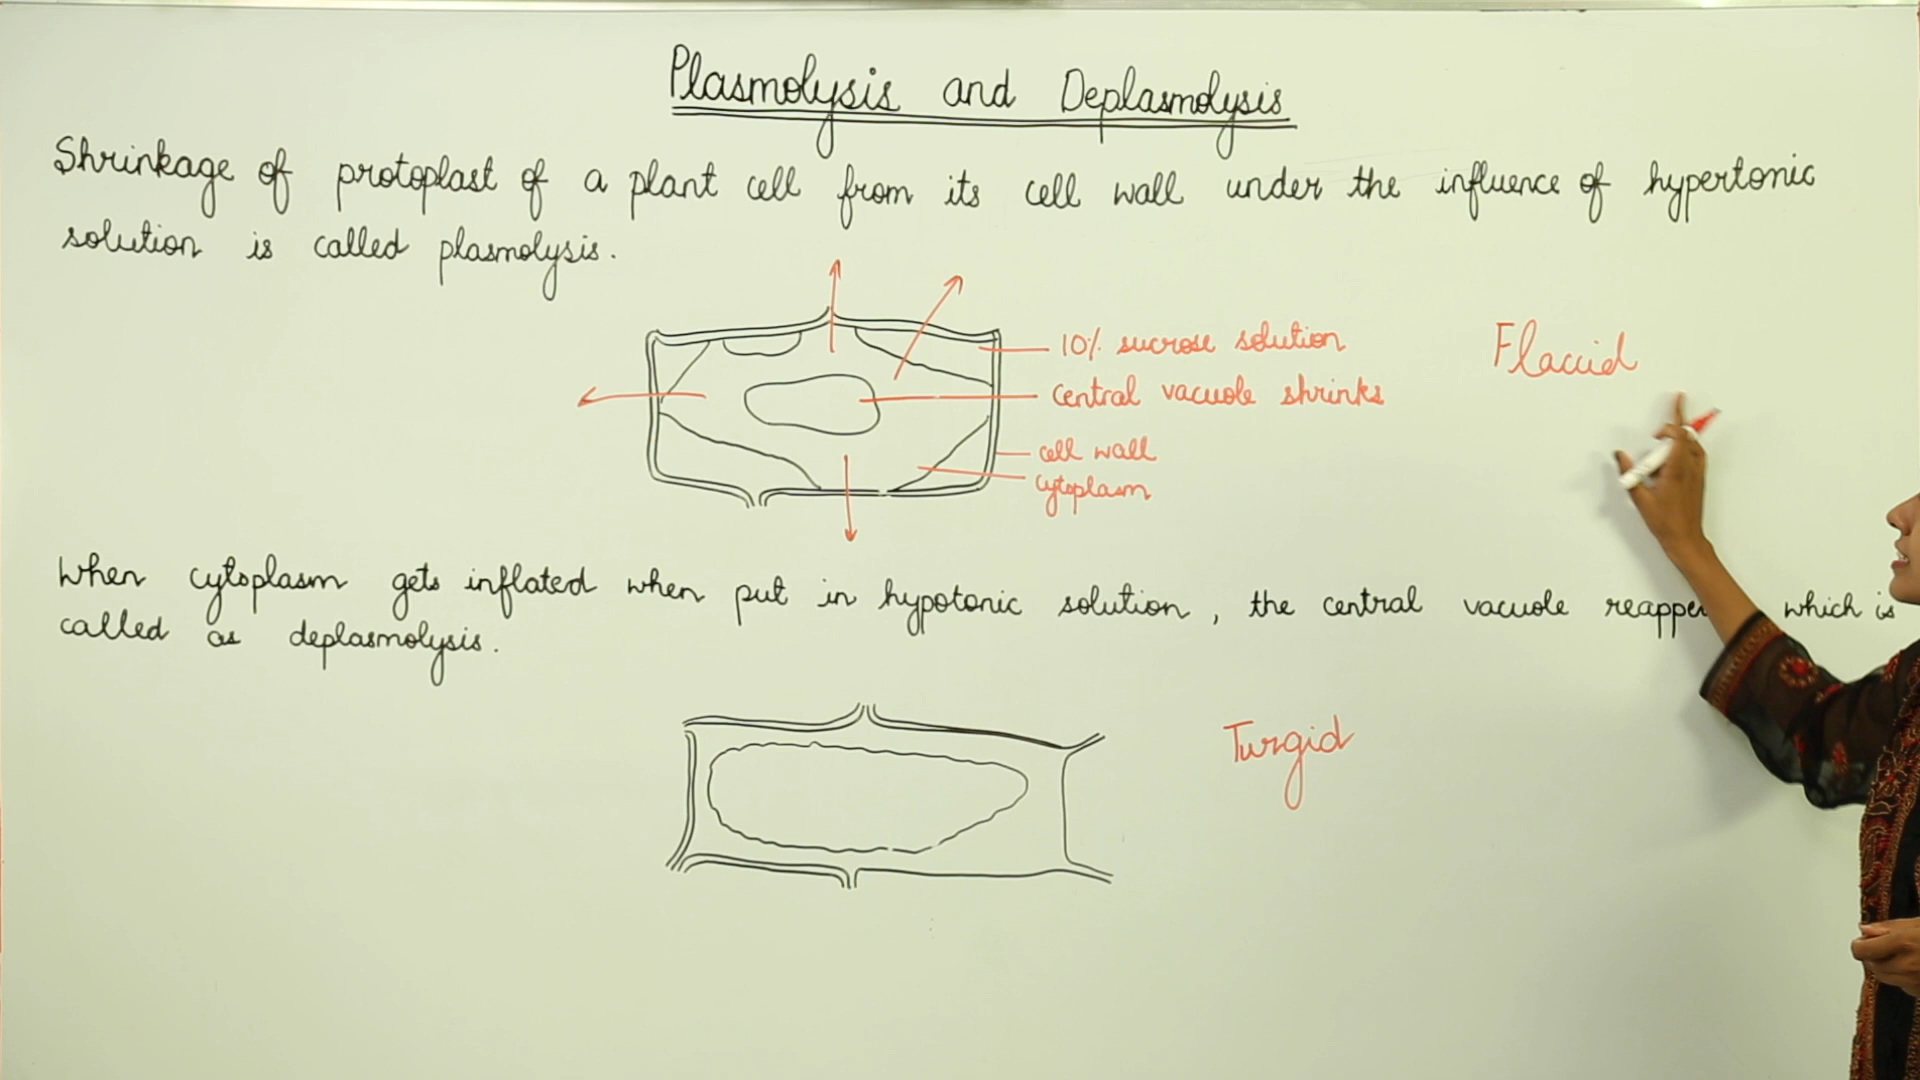 Plasmolysis and Deplasmolysis
Shrinkage of protoplast of a plant cell from its cell wall under the influence of hypertonic
solution is called plasmolysis.
10% sucrose solution
Central vacuole shrinks
cell wall
cytoplasm
Flaccid
When cytoplasm gets inflated when put in hypotonic solution, the central vacuole which is
called as deplasmolysis.
Turgid